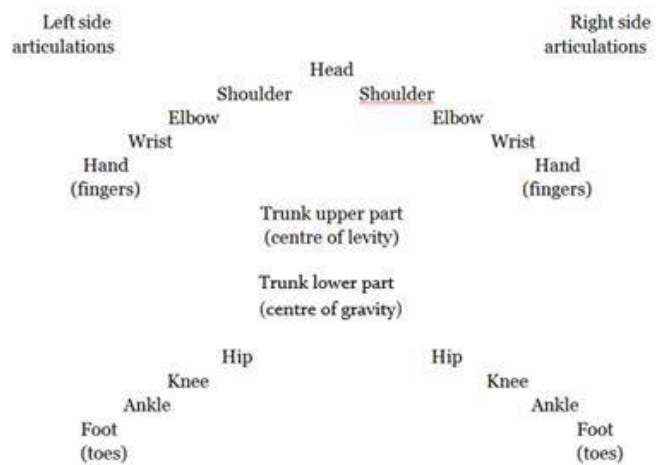 Left side
articulations
Right side
articulations
Head
Shoulder Shoulder
Elbow Elbow
Wrist Wrist
Hand Hand
(fingers) (fingers)
Trunk upper part
(centre of levity)
Trunk lower part
(centre of gravity)
Hip Hip
Knee Knee
Ankle Ankle
Foot Foot
(toes) (toes)